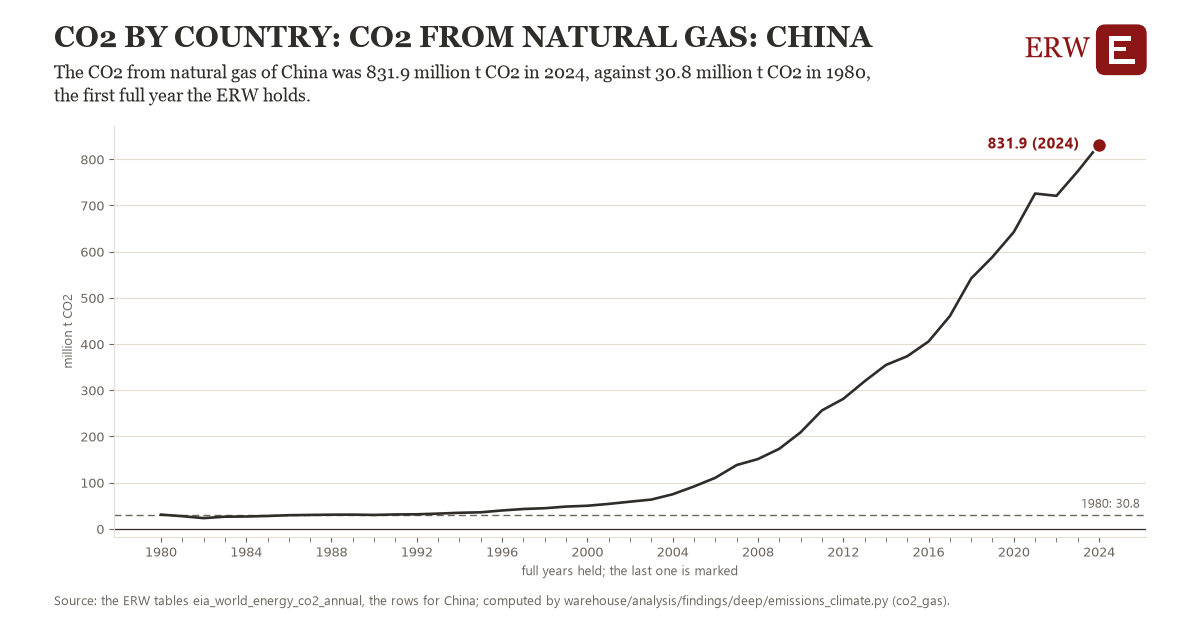 CO2 BY COUNTRY: CO2 FROM NATURAL GAS: CHINA
The CO2 from natural gas of China was 831.9 million t CO2 in 2024, against 30.8 million t CO2 in 1980,
the first full year the ERW holds.
ERW E
831.9 (2024)
800
700
600
500
400
300
200
100
0
million t CO2
1980: 30.8
1980 1984 1988 1992 1996 2000 2004 2008 2012 2016 2020 2024
full years held; the last one is marked
Source: the ERW tables eia_world_energy_co2_annual, the rows for China; computed by warehouse/analysis/findings/deep/emissions_climate.py (co2_gas).